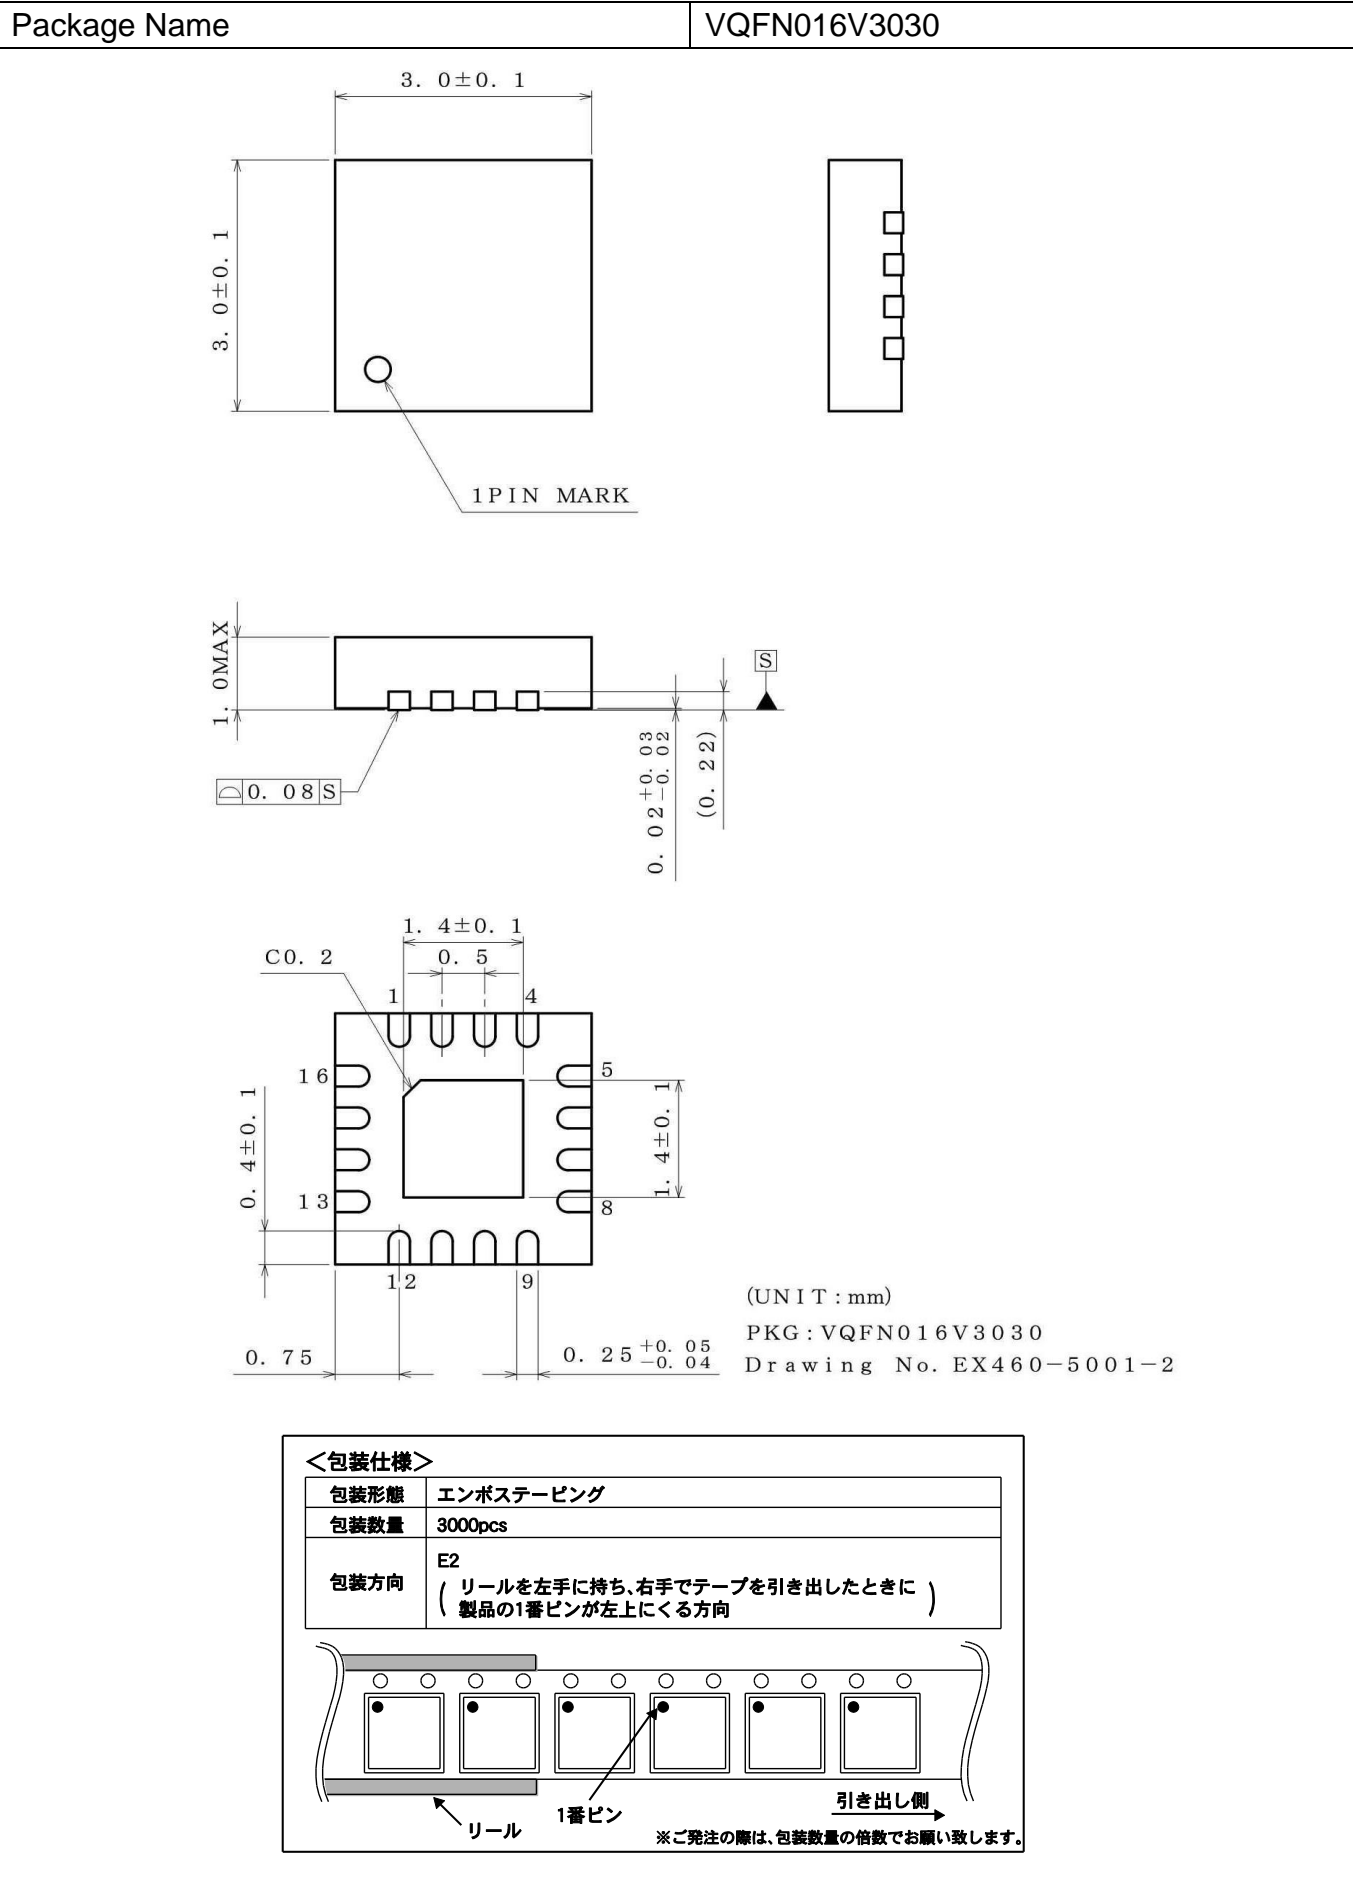 Package Name VQFN016V3030
3. 0±0. 1
3. 0±0. 1
1PIN MARK
1. 0MAX
S
0. 08 S
0. 02 +0. 03 −0. 02
(0. 22)
1. 4±0. 1
C0. 2
0. 5
1 4
16 5
0. 4±0. 1
1. 4±0. 1
13 8
12 9
0. 75
0. 25 +0. 05 −0. 04
(UNIT:mm)
PKG:VQFN016V3030
Drawing No. EX460−5001−2
<包装仕様>
包装形態 エンボステーピング
包装数量 3000pcs
包装方向 E2
( リールを左手に持ち、右手でテープを引き出したときに
製品の1番ピンが左上にくる方向 )
引き出し側
1番ピン
リール
※ご発注の際は、包装数量の倍数でお願い致します。